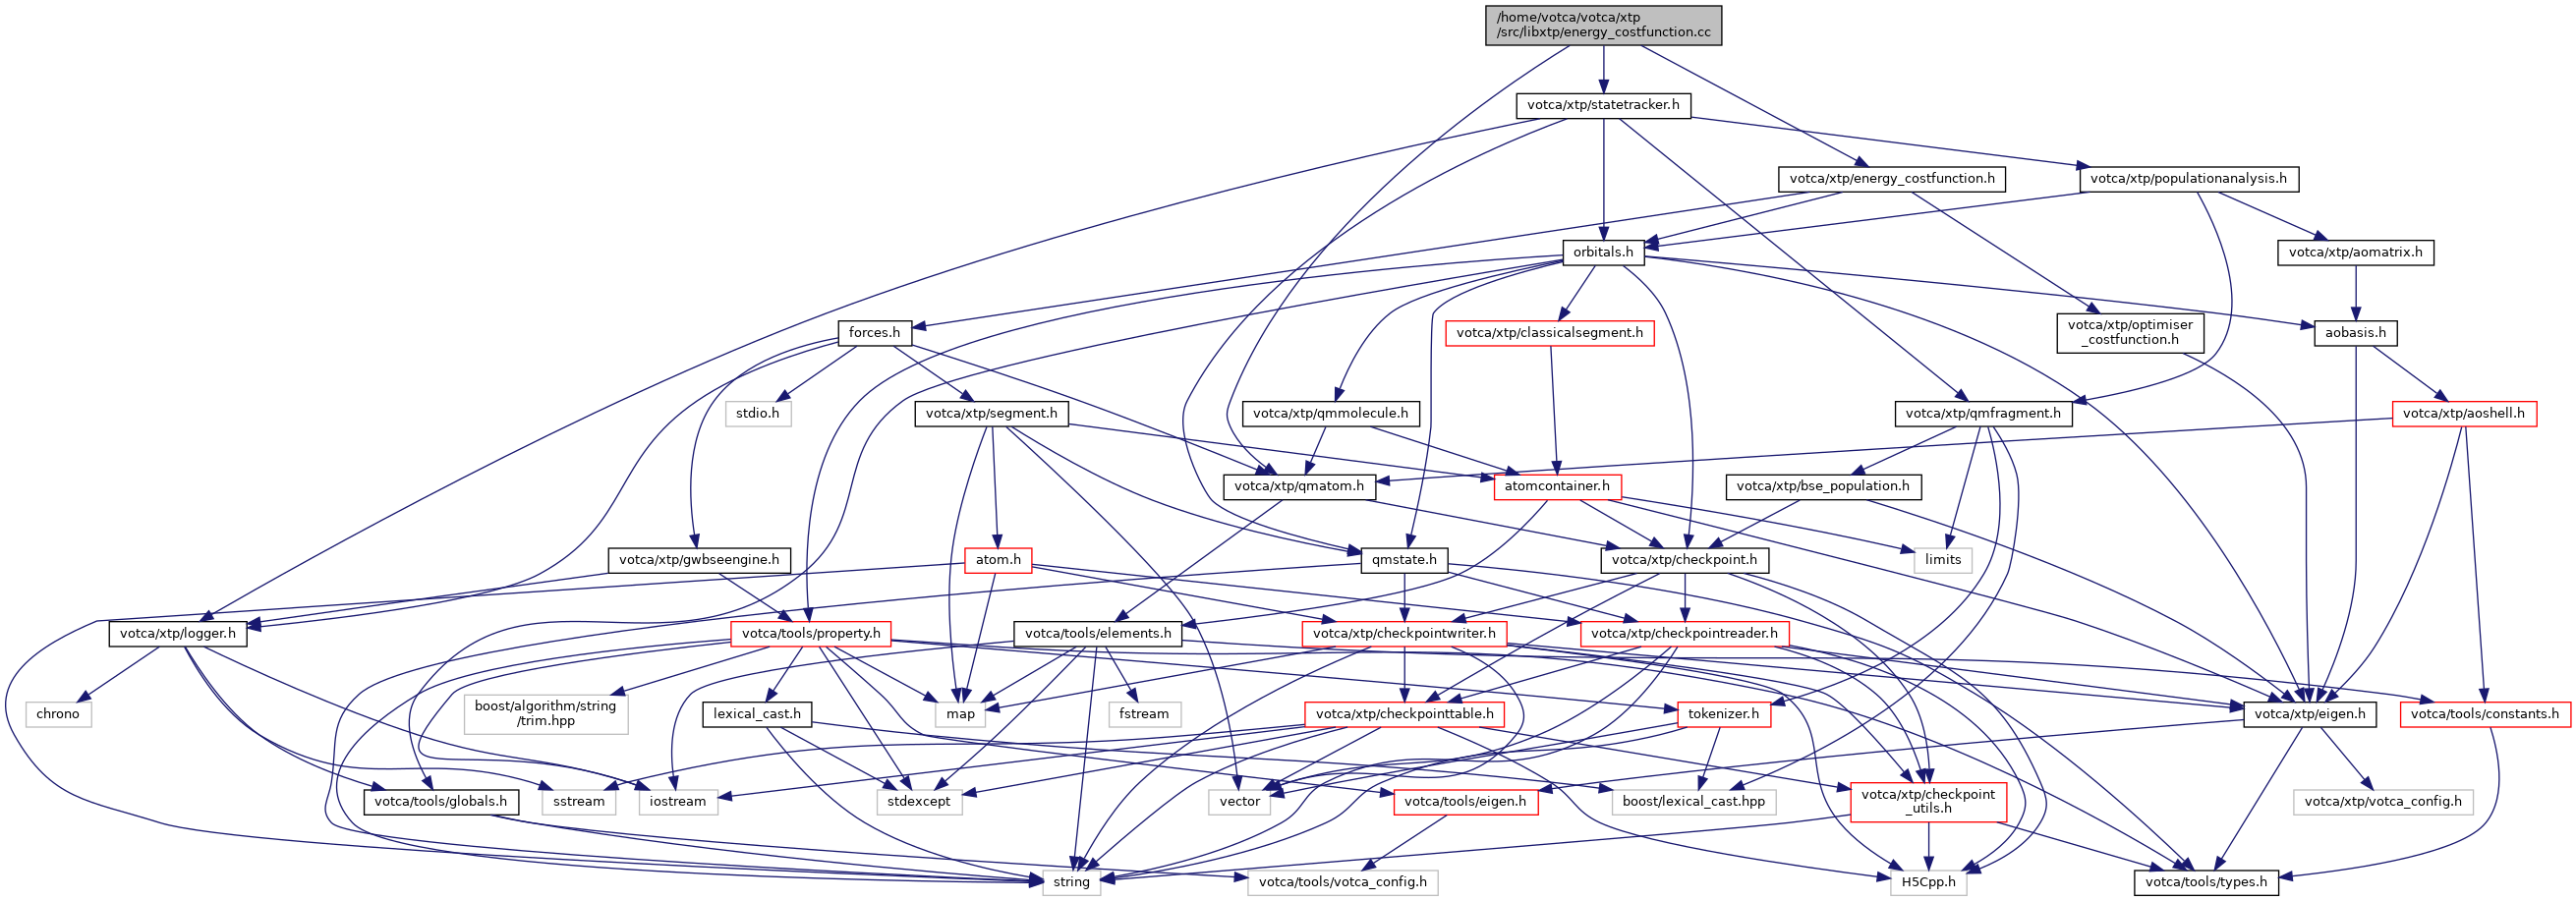 /home/votca/votca/xtp
/src/libxtp/energy_costfunction.cc
votca/xtp/statetracker.h
votca/xtp/energy_costfunction.h
votca/xtp/populationanalysis.h
orbitals.h
votca/xtp/aomatrix.h
forces.h
votca/xtp/classicalsegment.h
votca/xtp/optimiser
_costfunction.h
aobasis.h
stdio.h
votca/xtp/segment.h
votca/xtp/qmmolecule.h
votca/xtp/qmfragment.h
votca/xtp/aoshell.h
votca/xtp/qmatom.h
atomcontainer.h
votca/xtp/bse_population.h
votca/xtp/gwbseengine.h
atom.h
qmstate.h
votca/xtp/checkpoint.h
limits
votca/xtp/logger.h
votca/tools/property.h
votca/tools/elements.h
votca/xtp/checkpointwriter.h
votca/xtp/checkpointreader.h
chrono
boost/algorithm/string
/trim.hpp
lexical_cast.h
map
fstream
votca/xtp/checkpointtable.h
tokenizer.h
votca/xtp/eigen.h
votca/tools/constants.h
votca/tools/globals.h
sstream
iostream
stdexcept
vector
votca/tools/eigen.h
boost/lexical_cast.hpp
votca/xtp/checkpoint
_utils.h
votca/xtp/votca_config.h
string
votca/tools/votca_config.h
H5Cpp.h
votca/tools/types.h